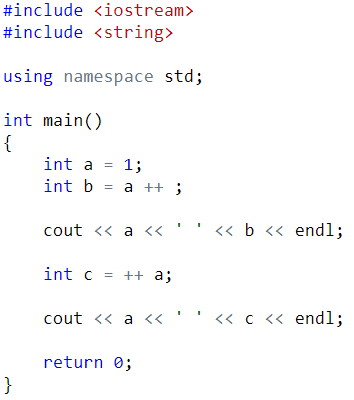 #include <iostream>
#include <string>
using namespace std;
int main()
{
int a = 1;
int b = a ++ ;
cout << a << ' ' << b << endl;
int c = ++ a;
cout << a << ' ' << c << endl;
return 0;
}